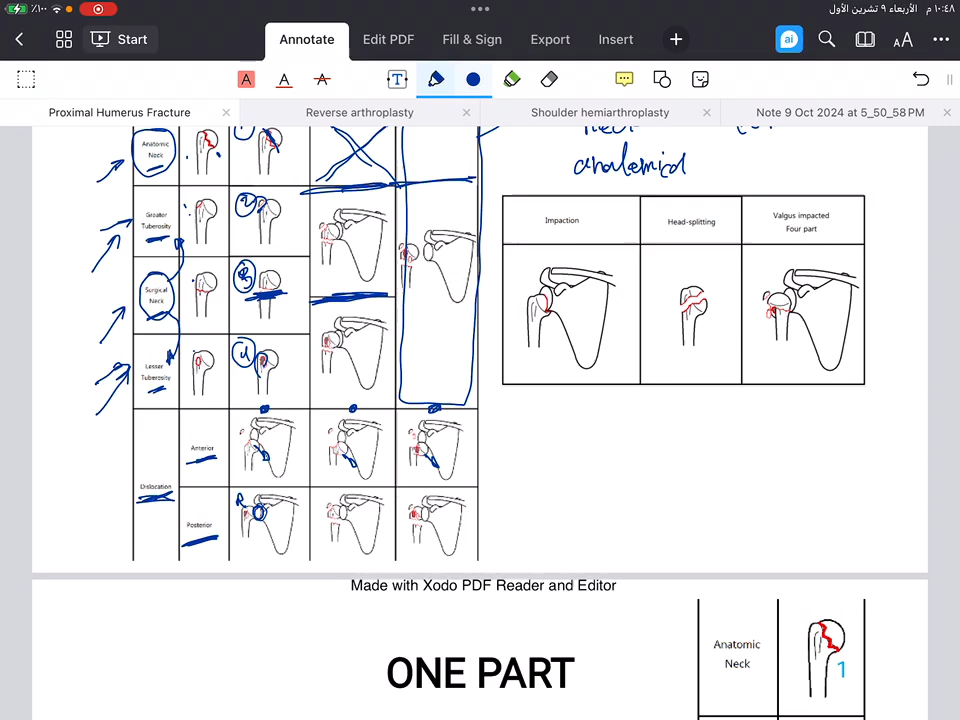 ٪١٠٠
١٠:٤٨ م الأربعاء ٩ تشرين الأول
Start
Annotate
Edit PDF
Fill & Sign
Export
Insert
ai
AA
A A A T
Proximal Humerus Fracture
Reverse arthroplasty
Shoulder hemiarthroplasty
Note 9 Oct 2024 at 5_50_58 PM
Anatomic
Neck
Greater
Tuberosity
2
Surgical
Neck
Lesser
Tuberosity
Dislocation
Anterior
Posterior
R
Impaction
Head-splitting
Valgus impacted
Four part
Made with Xodo PDF Reader and Editor
ONE PART
Anatomic
Neck
1